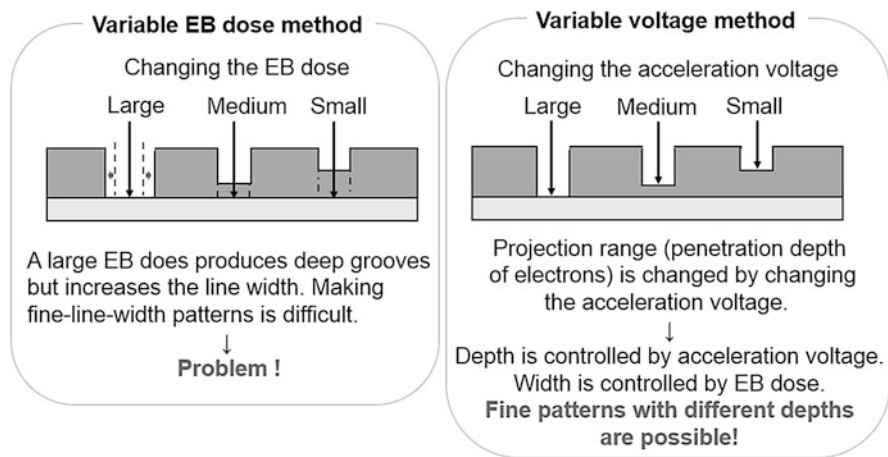 Variable EB dose method
Changing the EB dose
Large Medium Small
A large EB does produces deep grooves
but increases the line width. Making
fine-line-width patterns is difficult.
↓
Problem !
Variable voltage method
Changing the acceleration voltage
Large Medium Small
Projection range (penetration depth
of electrons) is changed by changing
the acceleration voltage.
↓
Depth is controlled by acceleration voltage.
Width is controlled by EB dose.
Fine patterns with different depths
are possible!